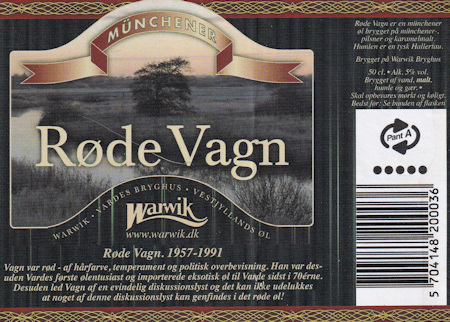 MÜNCHENER
Røde Vagn
WARWIK · VARDES BRYGHUS · VESTJYLLANDS ØL
Warwik
www.warwik.dk
Røde Vagn. 1957-1991
Vagn var rød - af hårfarve, temperament og politisk overbevisning. Han var des-
uden Vardes første ølentusiast og importerede eksotisk øl til Varde sidst i 70érne.
Desuden led Vagn af en evindelig diskussionslyst og det kan ikke udelukkes
at noget af denne diskussionslyst kan genfindes i det røde øl!
Røde Vagn er en münchener
øl brygget på münchener-,
pilsner og karamelmalt.
Humlen er en tysk Hallertau.
Brygget på Warwik Bryghus
50 cl. • Alk. 5% vol.
Brygget af vand, malt,
humle og gær. •
Skal opbevares mørkt og køligt.
Bedst før: Se bunden af flasken
Pant A
5 704148 200036